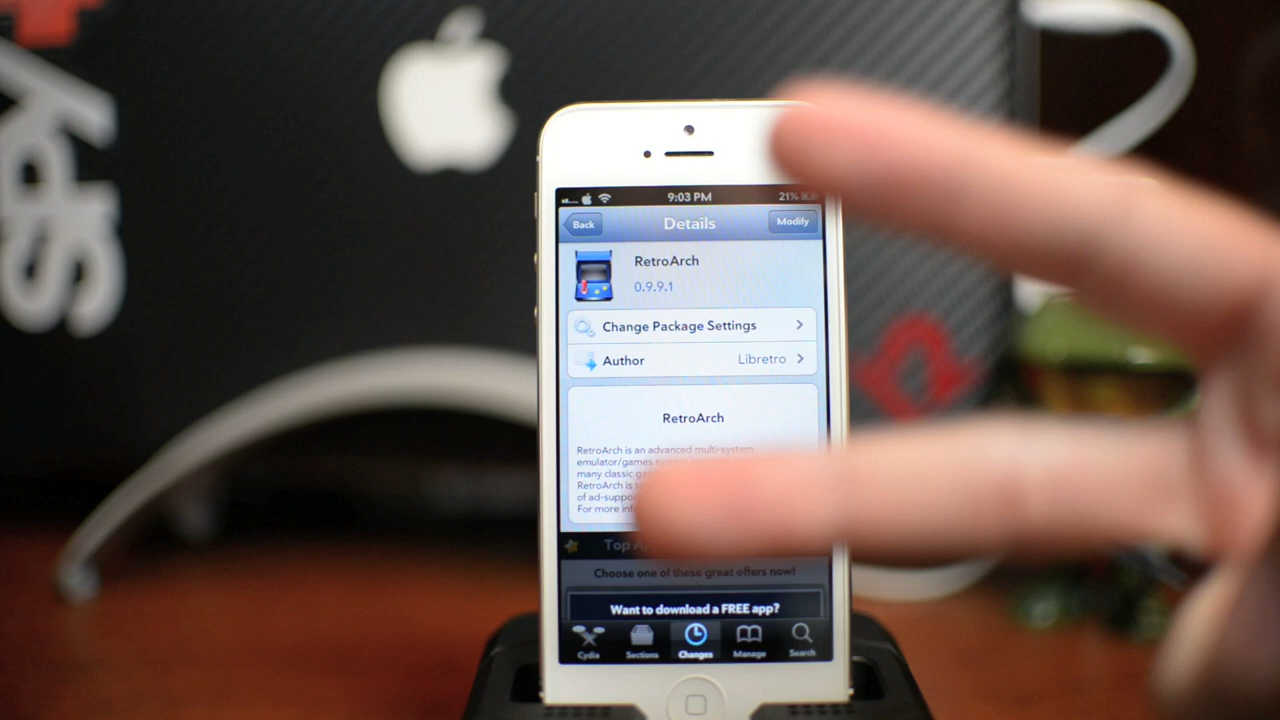 9:03 PM
21%
Back
Details
Modify
RetroArch
0.9.9.1
Change Package Settings
Author
Libretro
RetroArch
RetroArch is an advanced multi-system
emulator/games
many classic
RetroArch is
of ad-suppo
For more inf
Top A
Choose one of these great offers now!
Want to download a FREE app?
Cydia
Sections
Changes
Manage
Search